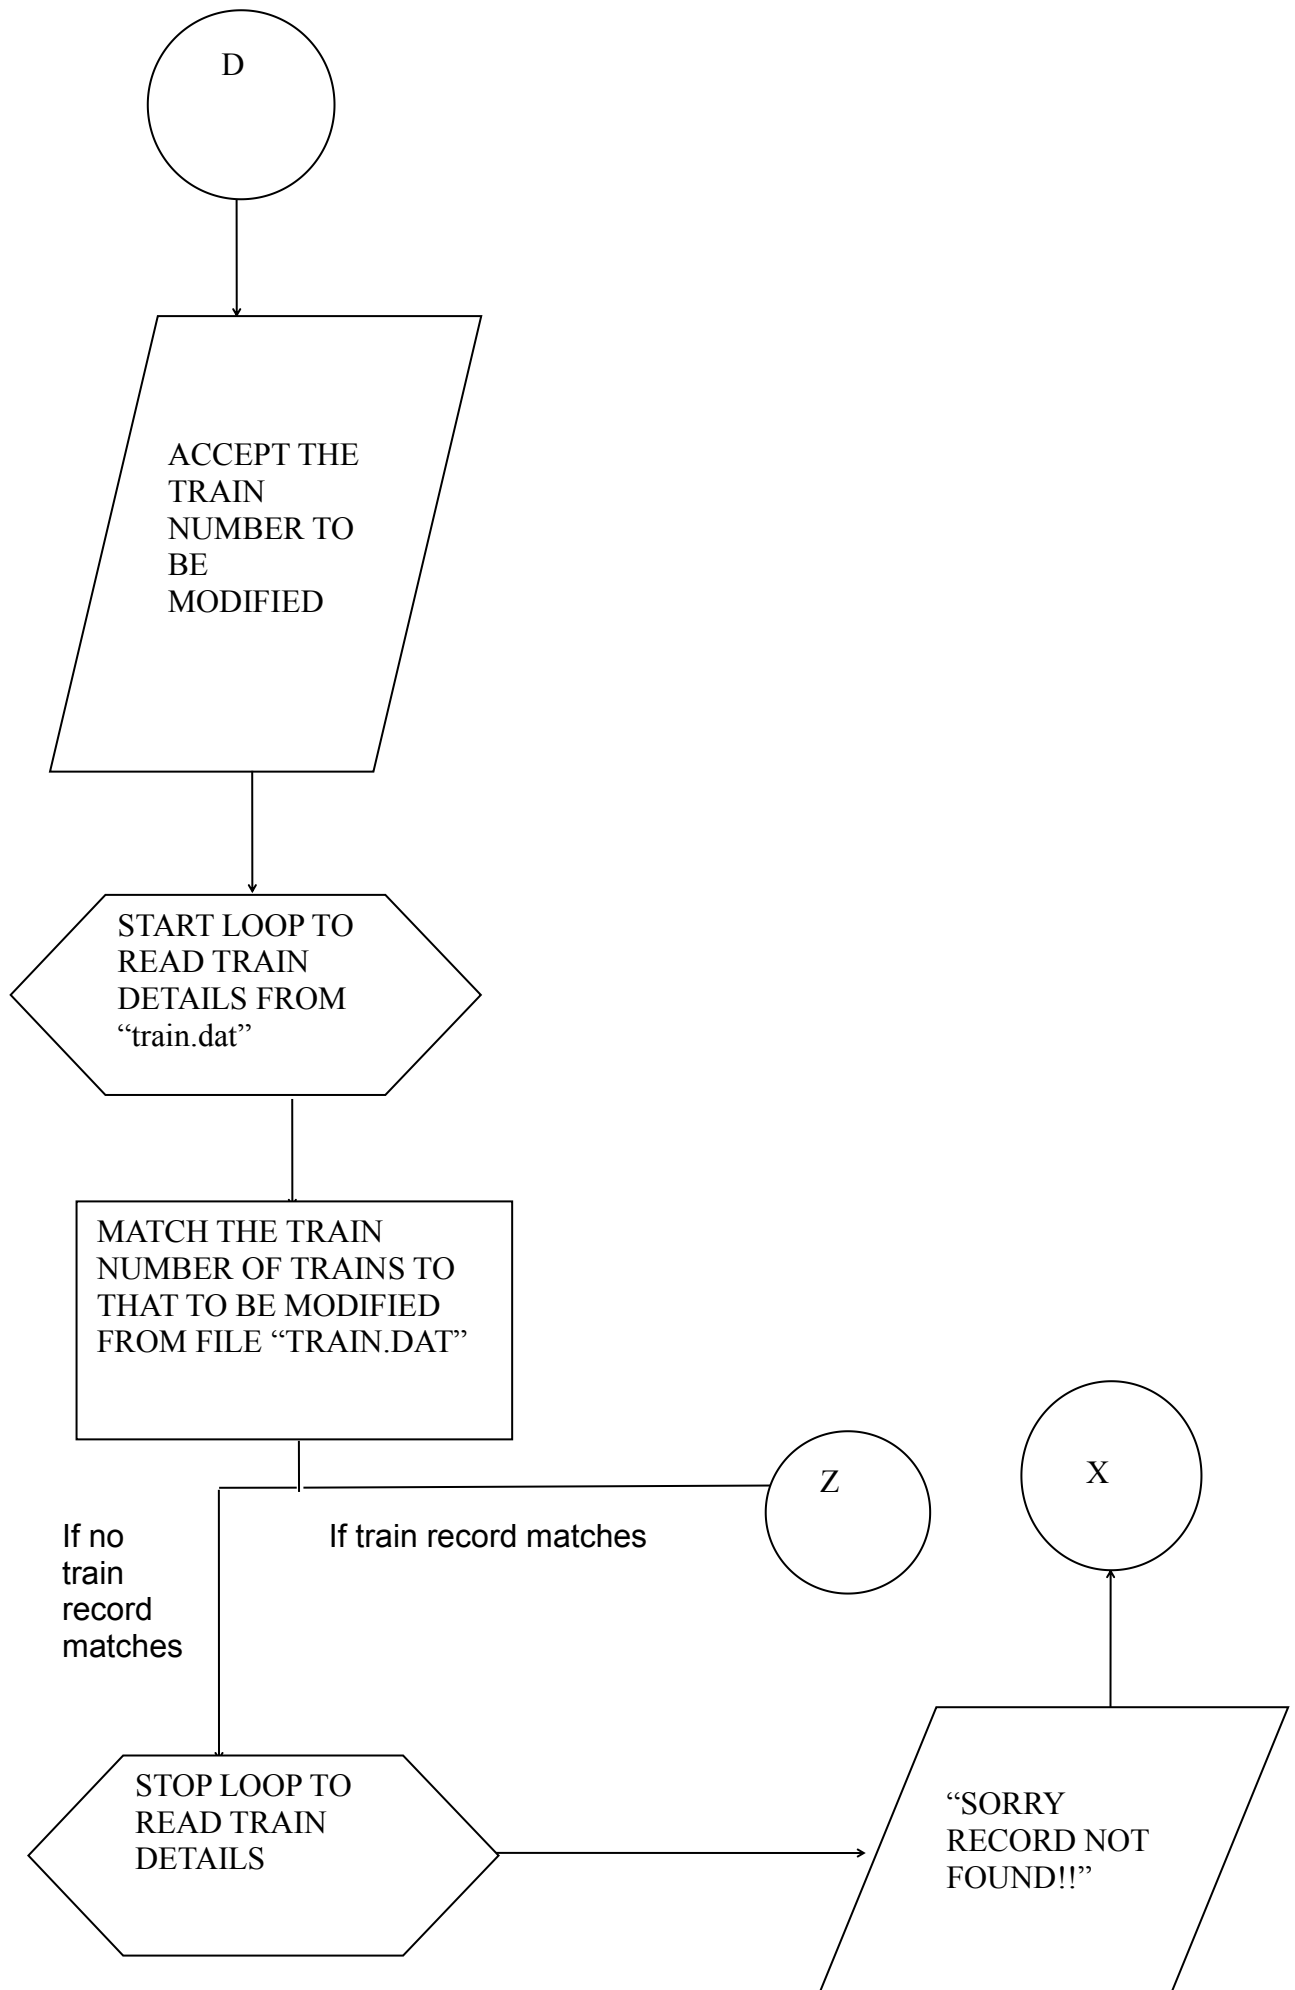 D
ACCEPT THE
TRAIN
NUMBER TO
BE
MODIFIED
START LOOP TO
READ TRAIN
DETAILS FROM
“train.dat”
MATCH THE TRAIN
NUMBER OF TRAINS TO
THAT TO BE MODIFIED
FROM FILE “TRAIN.DAT”
Z
X
If no
train
record
matches
If train record matches
STOP LOOP TO
READ TRAIN
DETAILS
“SORRY
RECORD NOT
FOUND!!”